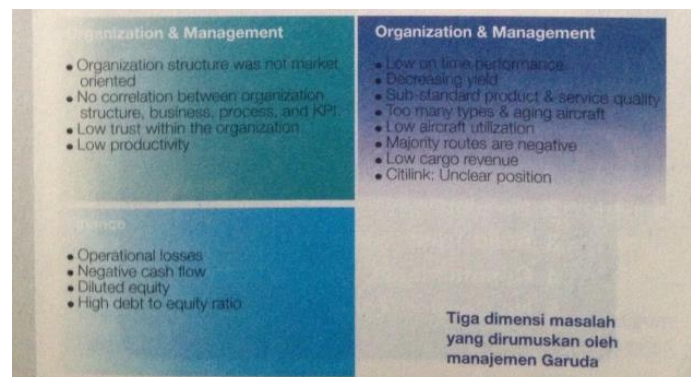 Organization & Management
• Organization structure was not market
oriented
• No correlation between organization
structure, business, process, and KPI.
• Low trust within the organization
• Low productivity
Organization & Management
• Low on time performance
• Decreasing yield
• Sub-standard product & service quality
• Too many types & aging aircraft
• Low aircraft utilization
• Majority routes are negative
• Low cargo revenue
• Citilink: Unclear position
Finance
• Operational losses
• Negative cash flow
• Diluted equity
• High debt to equity ratio
Tiga dimensi masalah
yang dirumuskan oleh
manajemen Garuda